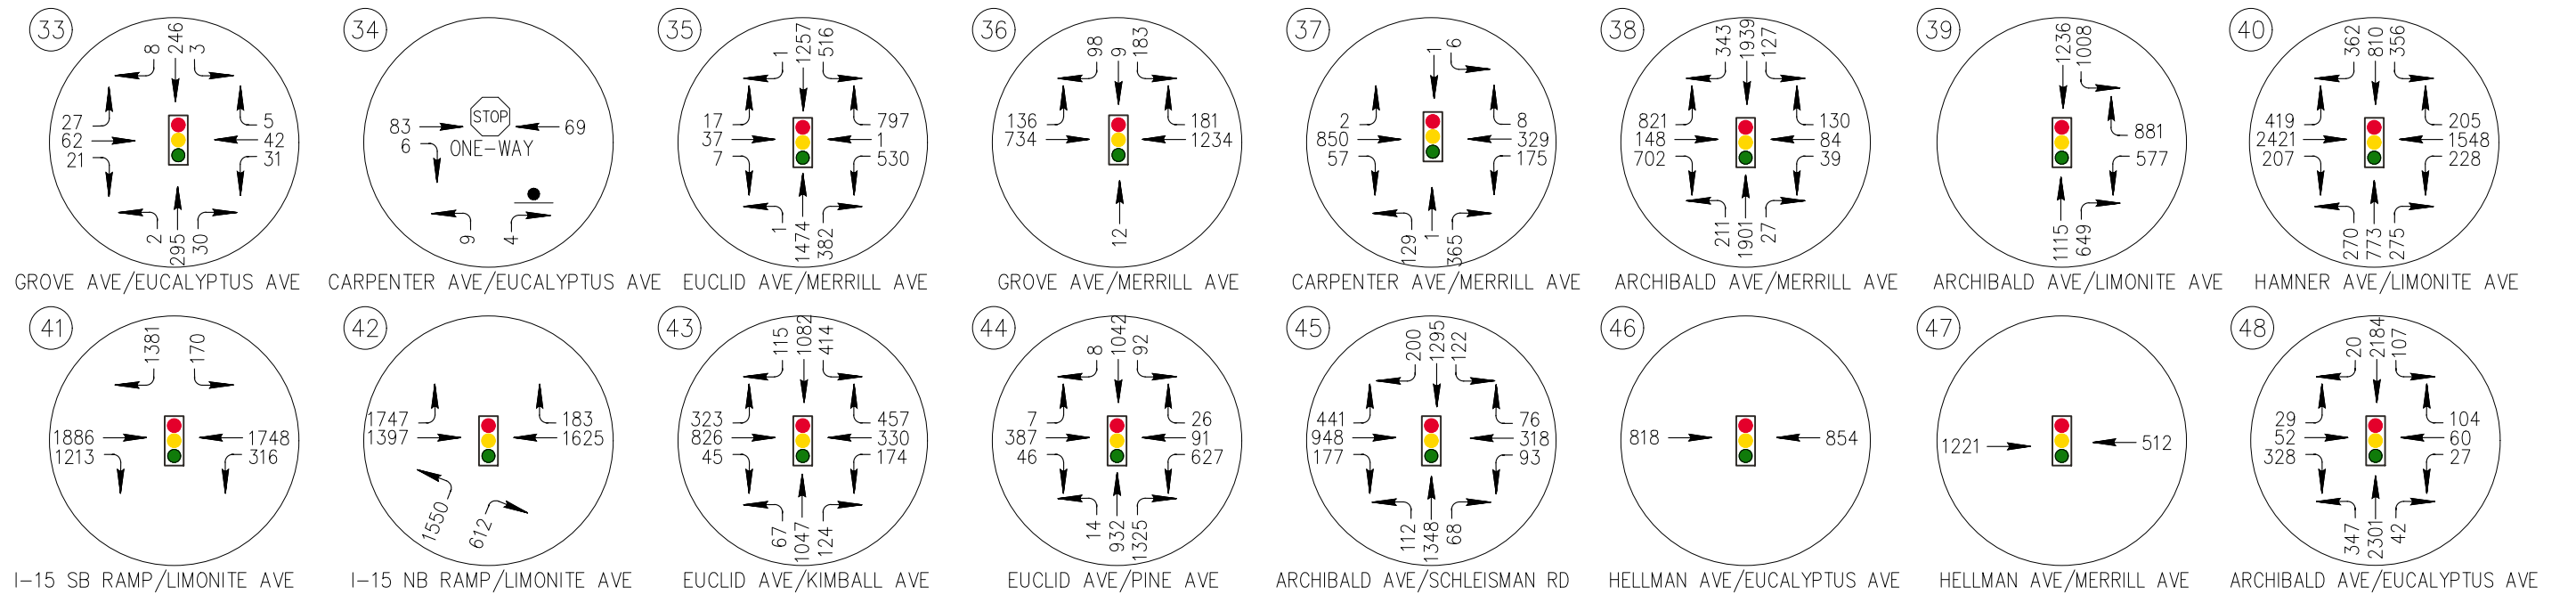 33
8 246 3
27 5
62 42
21 31
2 295 30
GROVE AVE/EUCALYPTUS AVE
34
STOP
83 69
6 ONE-WAY
9 4
CARPENTER AVE/EUCALYPTUS AVE
35
1 1257 516
17 797
37 1
7 530
1 1474 382
EUCLID AVE/MERRILL AVE
36
98 9 183
136 181
734 1234
12
GROVE AVE/MERRILL AVE
37
1 6
2 8
850 329
57 175
129 1 365
CARPENTER AVE/MERRILL AVE
38
343 1939 127
821 130
148 84
702 39
211 1901 27
ARCHIBALD AVE/MERRILL AVE
39
1236 1008
881
577
1115 649
ARCHIBALD AVE/LIMONITE AVE
40
362 810 356
419 205
2421 1548
207 228
270 773 275
HAMNER AVE/LIMONITE AVE
41
1381 170
1886 1748
1213 316
I-15 SB RAMP/LIMONITE AVE
42
1747 183
1397 1625
1550 612
I-15 NB RAMP/LIMONITE AVE
43
115 1082 414
323 457
826 330
45 174
67 1047 124
EUCLID AVE/KIMBALL AVE
44
8 1042 92
7 26
387 91
46 627
14 932 1325
EUCLID AVE/PINE AVE
45
200 1295 122
441 76
948 318
177 93
112 1348 68
ARCHIBALD AVE/SCHLEISMAN RD
46
818 854
HELLMAN AVE/EUCALYPTUS AVE
47
1221 512
HELLMAN AVE/MERRILL AVE
48
20 2184 107
29 104
52 60
328 27
347 2301 42
ARCHIBALD AVE/EUCALYPTUS AVE